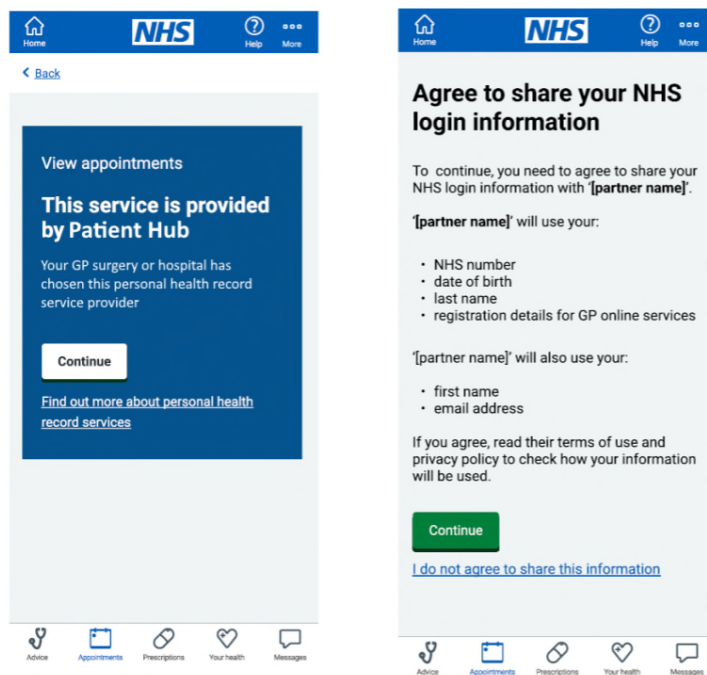 Home
NHS
Help
More
Back
View appointments
This service is provided
by Patient Hub
Your GP surgery or hospital has
chosen this personal health record
service provider
Continue
Find out more about personal health
record services
Advice
Appointments
Prescriptions
Your health
Messages
Home
NHS
Help
More
Agree to share your NHS
login information
To continue, you need to agree to share your
NHS login information with '[partner name]'.
'[partner name]' will use your:
• NHS number
• date of birth
• last name
• registration details for GP online services
'[partner name]' will also use your:
• first name
• email address
If you agree, read their terms of use and
privacy policy to check how your information
will be used.
Continue
I do not agree to share this information
Advice
Appointments
Prescriptions
Your health
Messages